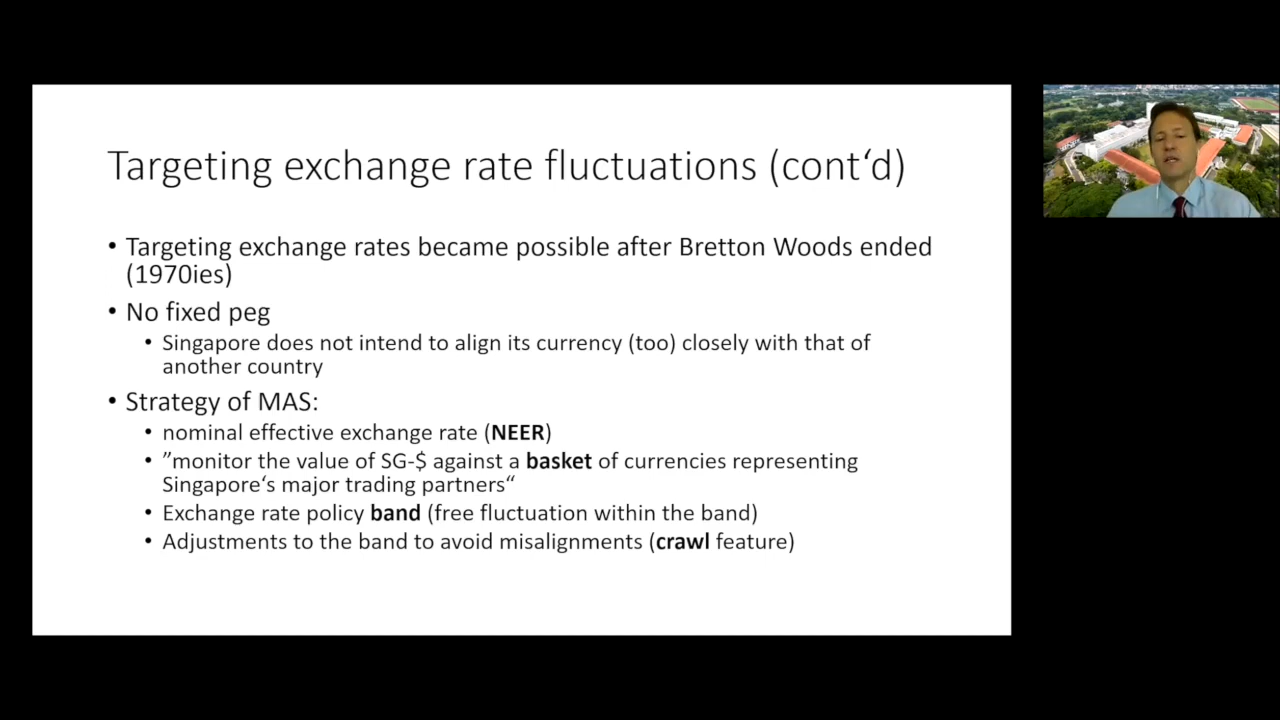 Targeting exchange rate fluctuations (cont‘d)
• Targeting exchange rates became possible after Bretton Woods ended
(1970ies)
• No fixed peg
• Singapore does not intend to align its currency (too) closely with that of
another country
• Strategy of MAS:
• nominal effective exchange rate (NEER)
• ”monitor the value of SG-$ against a basket of currencies representing
Singapore‘s major trading partners“
• Exchange rate policy band (free fluctuation within the band)
• Adjustments to the band to avoid misalignments (crawl feature)